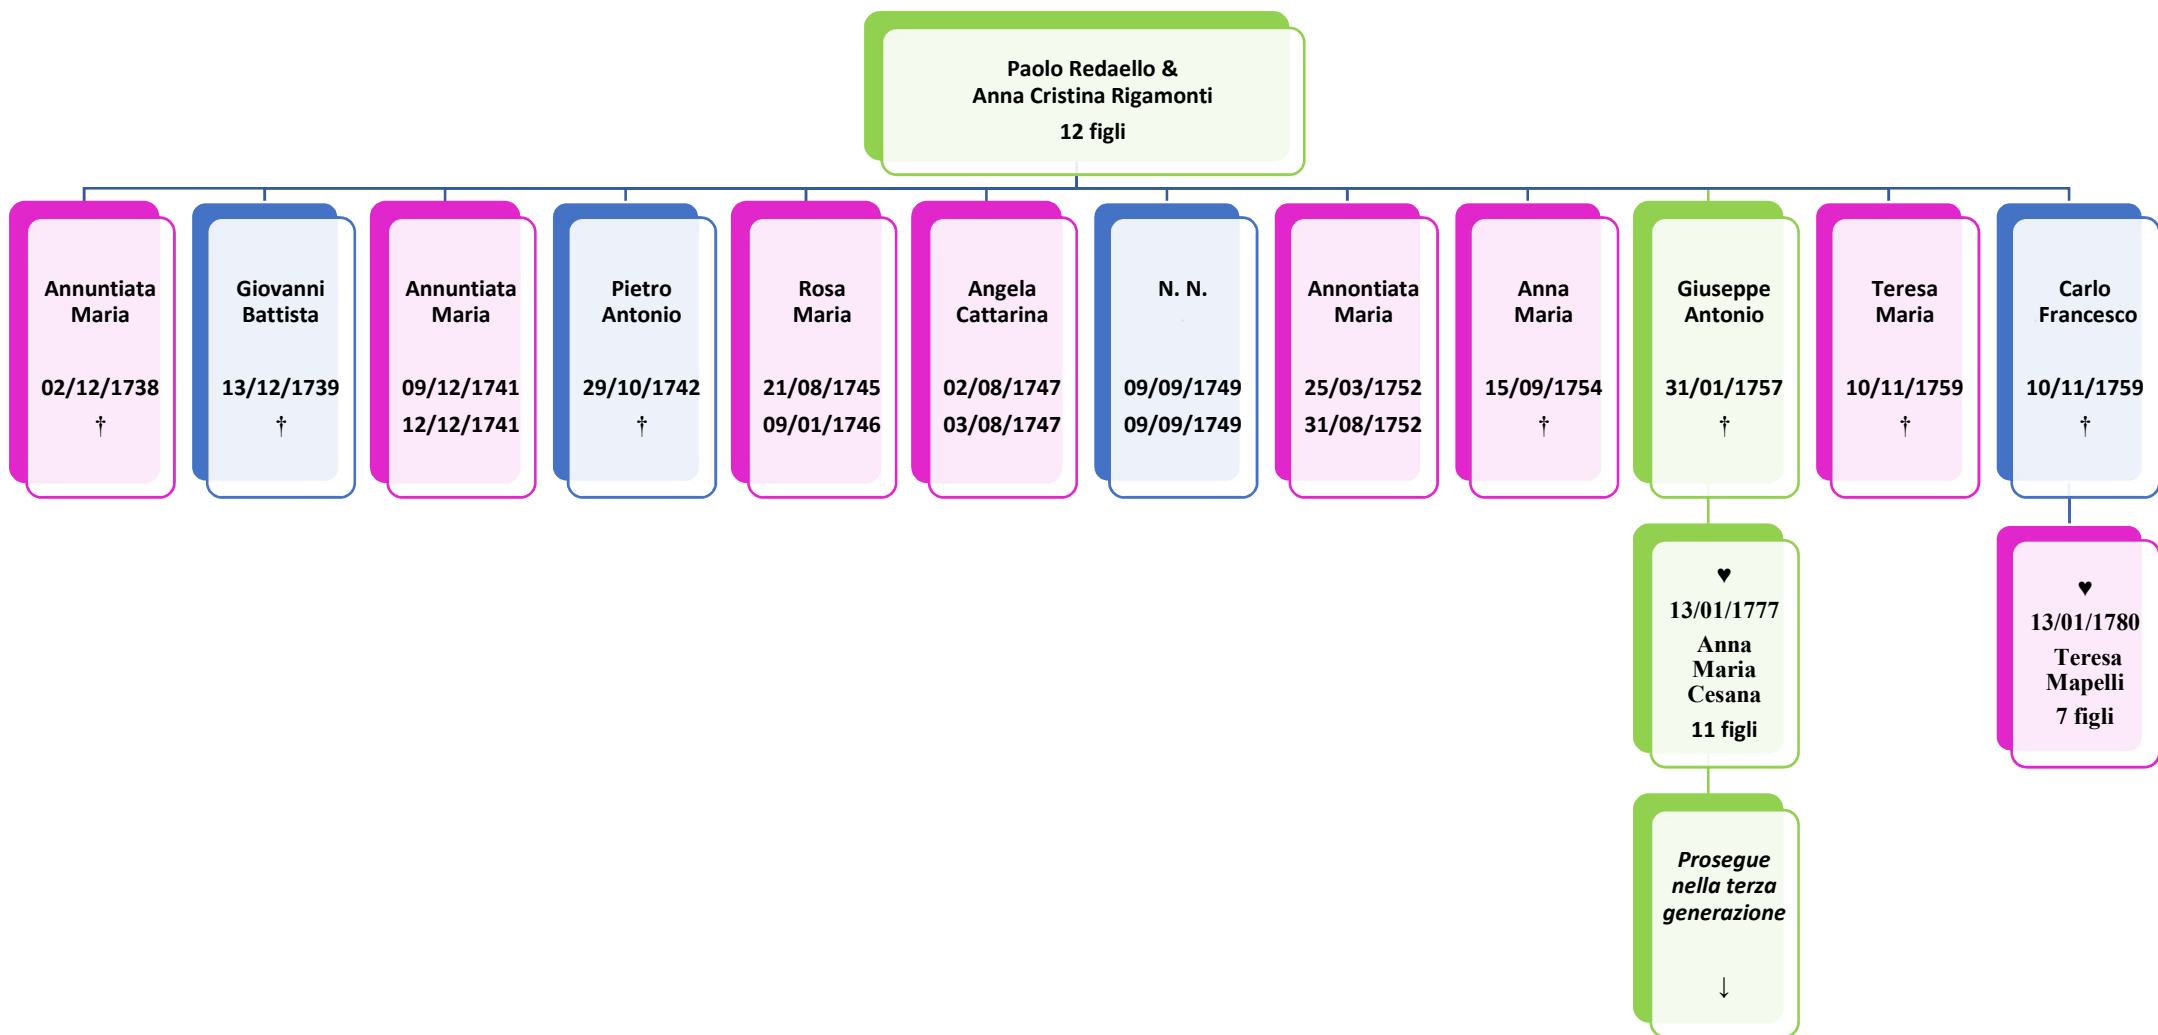 Paolo Redaello &
Anna Cristina Rigamonti
12 figli
Annuntiata
Maria
02/12/1738
†
Giovanni
Battista
13/12/1739
†
Annuntiata
Maria
09/12/1741
12/12/1741
Pietro
Antonio
29/10/1742
†
Rosa
Maria
21/08/1745
09/01/1746
Angela
Cattarina
02/08/1747
03/08/1747
N. N.
09/09/1749
09/09/1749
Annontiata
Maria
25/03/1752
31/08/1752
Anna
Maria
15/09/1754
†
Giuseppe
Antonio
31/01/1757
†
Teresa
Maria
10/11/1759
†
Carlo
Francesco
10/11/1759
†
♥
13/01/1777
Anna
Maria
Cesana
11 figli
♥
13/01/1780
Teresa
Mapelli
7 figli
Prosegue
nella terza
generazione
↓